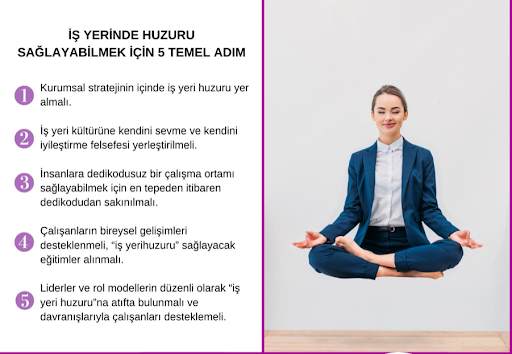 İŞ YERİNDE HUZURU
SAĞLAYABİLMEK İÇİN 5 TEMEL ADIM
1 Kurumsal stratejinin içinde iş yeri huzuru yer
almalı.
2 İş yeri kültürüne kendini sevme ve kendini
iyileştirme felsefesi yerleştirilmeli.
3 İnsanlara dedikodusuz bir çalışma ortamı
sağlayabilmek için en tepeden itibaren
dedikodudan sakınılmalı.
4 Çalışanların bireysel gelişimleri
desteklenmeli, “iş yerihuzuru” sağlayacak
eğitimler alınmalı.
5 Liderler ve rol modellerin düzenli olarak “iş
yeri huzuru”na atıfta bulunmalı ve
davranışlarıyla çalışanları desteklemeli.